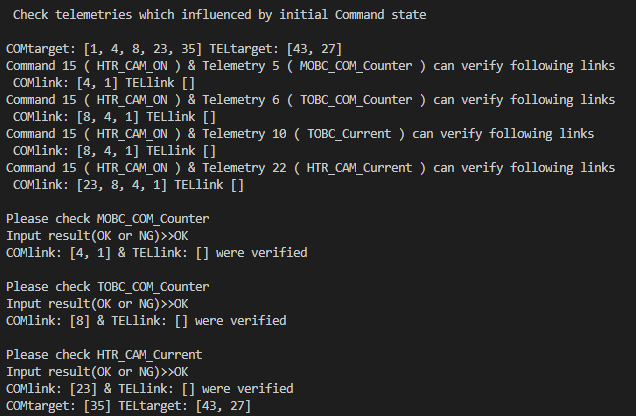 Check telemetries which influenced by initial Command state
COMtarget: [1, 4, 8, 23, 35] TELtarget: [43, 27]
Command 15 ( HTR_CAM_ON ) & Telemetry 5 ( MOBC_COM_Counter ) can verify following links
COMlink: [4, 1] TELlink []
Command 15 ( HTR_CAM_ON ) & Telemetry 6 ( TOBC_COM_Counter ) can verify following links
COMlink: [8, 4, 1] TELlink []
Command 15 ( HTR_CAM_ON ) & Telemetry 10 ( TOBC_Current ) can verify following links
COMlink: [8, 4, 1] TELlink []
Command 15 ( HTR_CAM_ON ) & Telemetry 22 ( HTR_CAM_Current ) can verify following links
COMlink: [23, 8, 4, 1] TELlink []
Please check MOBC_COM_Counter
Input result(OK or NG)>>OK
COMlink: [4, 1] & TELlink: [] were verified
Please check TOBC_COM_Counter
Input result(OK or NG)>>OK
COMlink: [8] & TELlink: [] were verified
Please check HTR_CAM_Current
Input result(OK or NG)>>OK
COMlink: [23] & TELlink: [] were verified
COMtarget: [35] TELtarget: [43, 27]